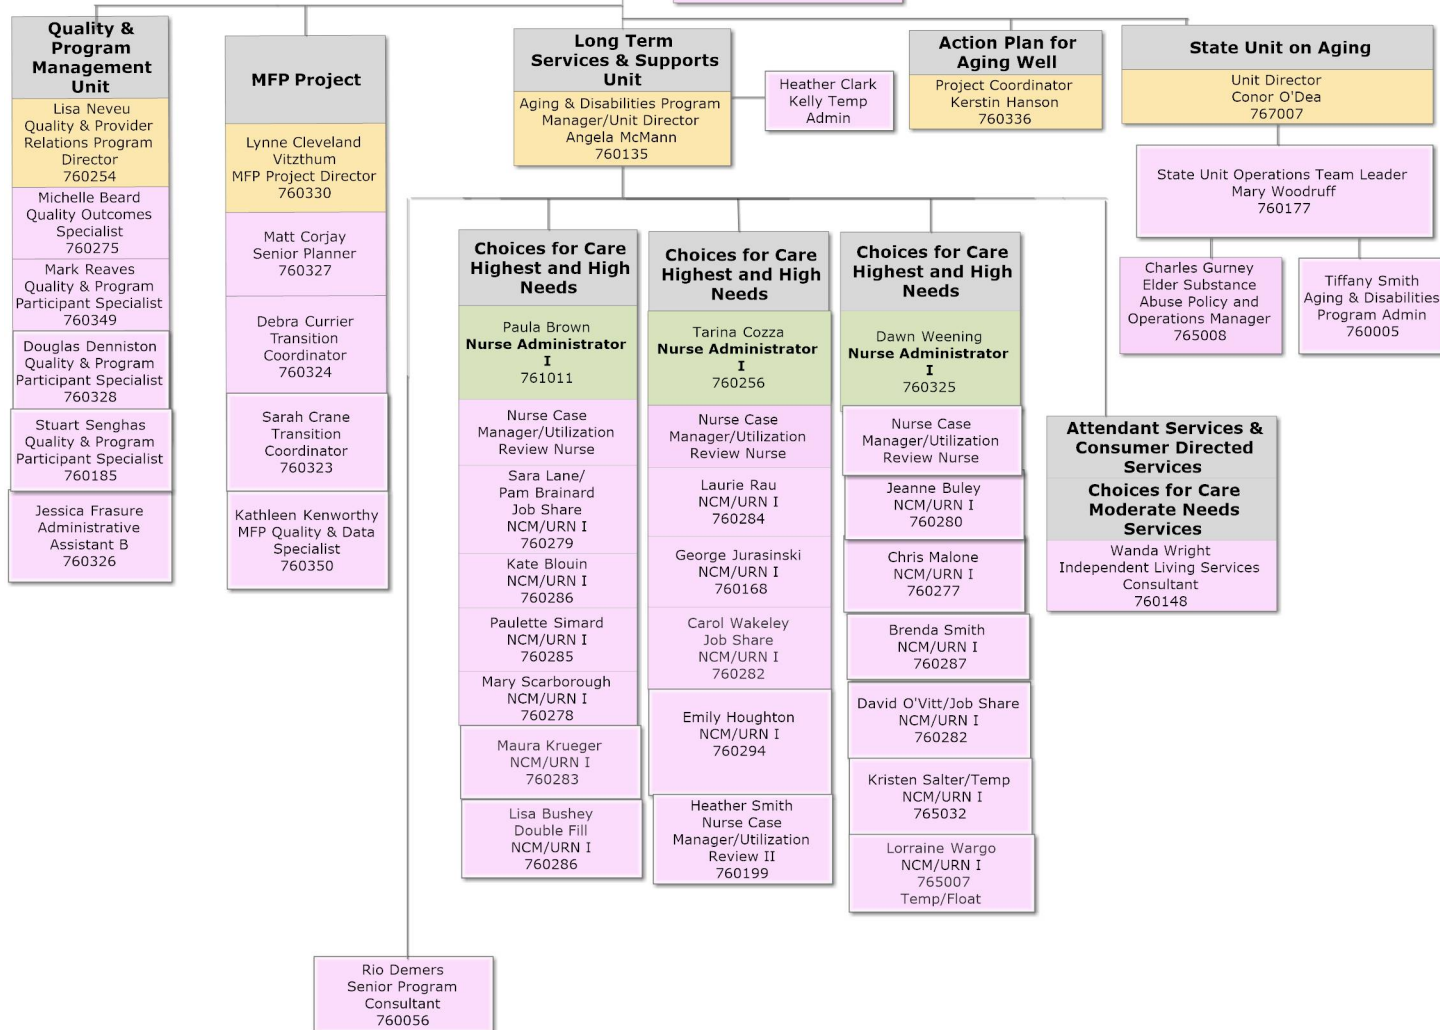 Quality &
Program
Management
Unit
Lisa Neveu
Quality & Provider
Relations Program
Director
760254
Michelle Beard
Quality Outcomes
Specialist
760275
Mark Reaves
Quality & Program
Participant Specialist
760349
Douglas Denniston
Quality & Program
Participant Specialist
760328
Stuart Senghas
Quality & Program
Participant Specialist
760185
Jessica Frasure
Administrative
Assistant B
760326
MFP Project
Lynne Cleveland
Vitzthum
MFP Project Director
760330
Matt Corjay
Senior Planner
760327
Debra Currier
Transition
Coordinator
760324
Sarah Crane
Transition
Coordinator
760323
Kathleen Kenworthy
MFP Quality & Data
Specialist
760350
Long Term
Services & Supports
Unit
Aging & Disabilities Program
Manager/Unit Director
Angela McMann
760135
Heather Clark
Kelly Temp
Admin
Action Plan for
Aging Well
Project Coordinator
Kerstin Hanson
760336
State Unit on Aging
Unit Director
Conor O'Dea
767007
State Unit Operations Team Leader
Mary Woodruff
760177
Charles Gurney
Elder Substance
Abuse Policy and
Operations Manager
765008
Tiffany Smith
Aging & Disabilities
Program Admin
760005
Choices for Care
Highest and High
Needs
Paula Brown
Nurse Administrator
I
761011
Nurse Case
Manager/Utilization
Review Nurse
Sara Lane/
Pam Brainard
Job Share
NCM/URN I
760279
Kate Blouin
NCM/URN I
760286
Paulette Simard
NCM/URN I
760285
Mary Scarborough
NCM/URN I
760278
Maura Krueger
NCM/URN I
760283
Lisa Bushey
Double Fill
NCM/URN I
760286
Choices for Care
Highest and High
Needs
Tarina Cozza
Nurse Administrator
I
760256
Nurse Case
Manager/Utilization
Review Nurse
Laurie Rau
NCM/URN I
760284
George Jurasinski
NCM/URN I
760168
Carol Wakeley
Job Share
NCM/URN I
760282
Emily Houghton
NCM/URN I
760294
Heather Smith
Nurse Case
Manager/Utilization
Review II
760199
Choices for Care
Highest and High
Needs
Dawn Weening
Nurse Administrator
I
760325
Nurse Case
Manager/Utilization
Review Nurse
Jeanne Buley
NCM/URN I
760280
Chris Malone
NCM/URN I
760277
Brenda Smith
NCM/URN I
760287
David O'Vitt/Job Share
NCM/URN I
760282
Kristen Salter/Temp
NCM/URN I
765032
Lorraine Wargo
NCM/URN I
765007
Temp/Float
Attendant Services &
Consumer Directed
Services
Choices for Care
Moderate Needs
Services
Wanda Wright
Independent Living Services
Consultant
760148
Rio Demers
Senior Program
Consultant
760056